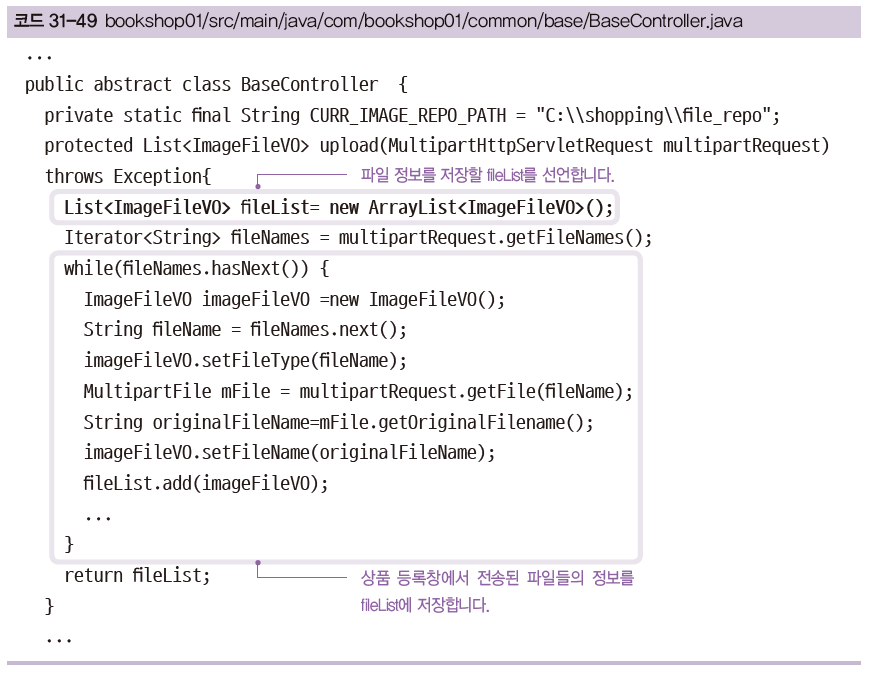 코드 31-49 bookshop01/src/main/java/com/bookshop01/common/base/BaseController.java
...
public abstract class BaseController  {
private static final String CURR_IMAGE_REPO_PATH = "C:\\shopping\\file_repo";
protected List<ImageFileVO> upload(MultipartHttpServletRequest multipartRequest)
throws Exception{
파일 정보를 저장할 fileList를 선언합니다.
List<ImageFileVO> fileList= new ArrayList<ImageFileVO>();
Iterator<String> fileNames = multipartRequest.getFileNames();
while(fileNames.hasNext()) {
ImageFileVO imageFileVO =new ImageFileVO();
String fileName = fileNames.next();
imageFileVO.setFileType(fileName);
MultipartFile mFile = multipartRequest.getFile(fileName);
String originalFileName=mFile.getOriginalFilename();
imageFileVO.setFileName(originalFileName);
fileList.add(imageFileVO);
...
}
return fileList;
상품 등록창에서 전송된 파일들의 정보를
fileList에 저장합니다.
}
...